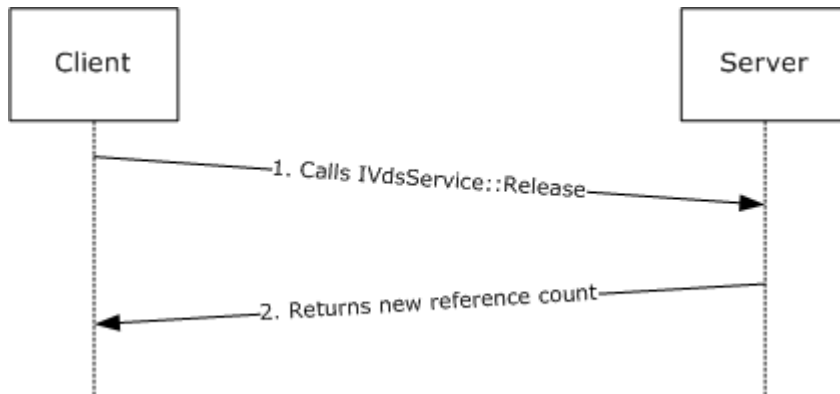 Client
Server
1. Calls IVdsService::Release
2. Returns new reference count